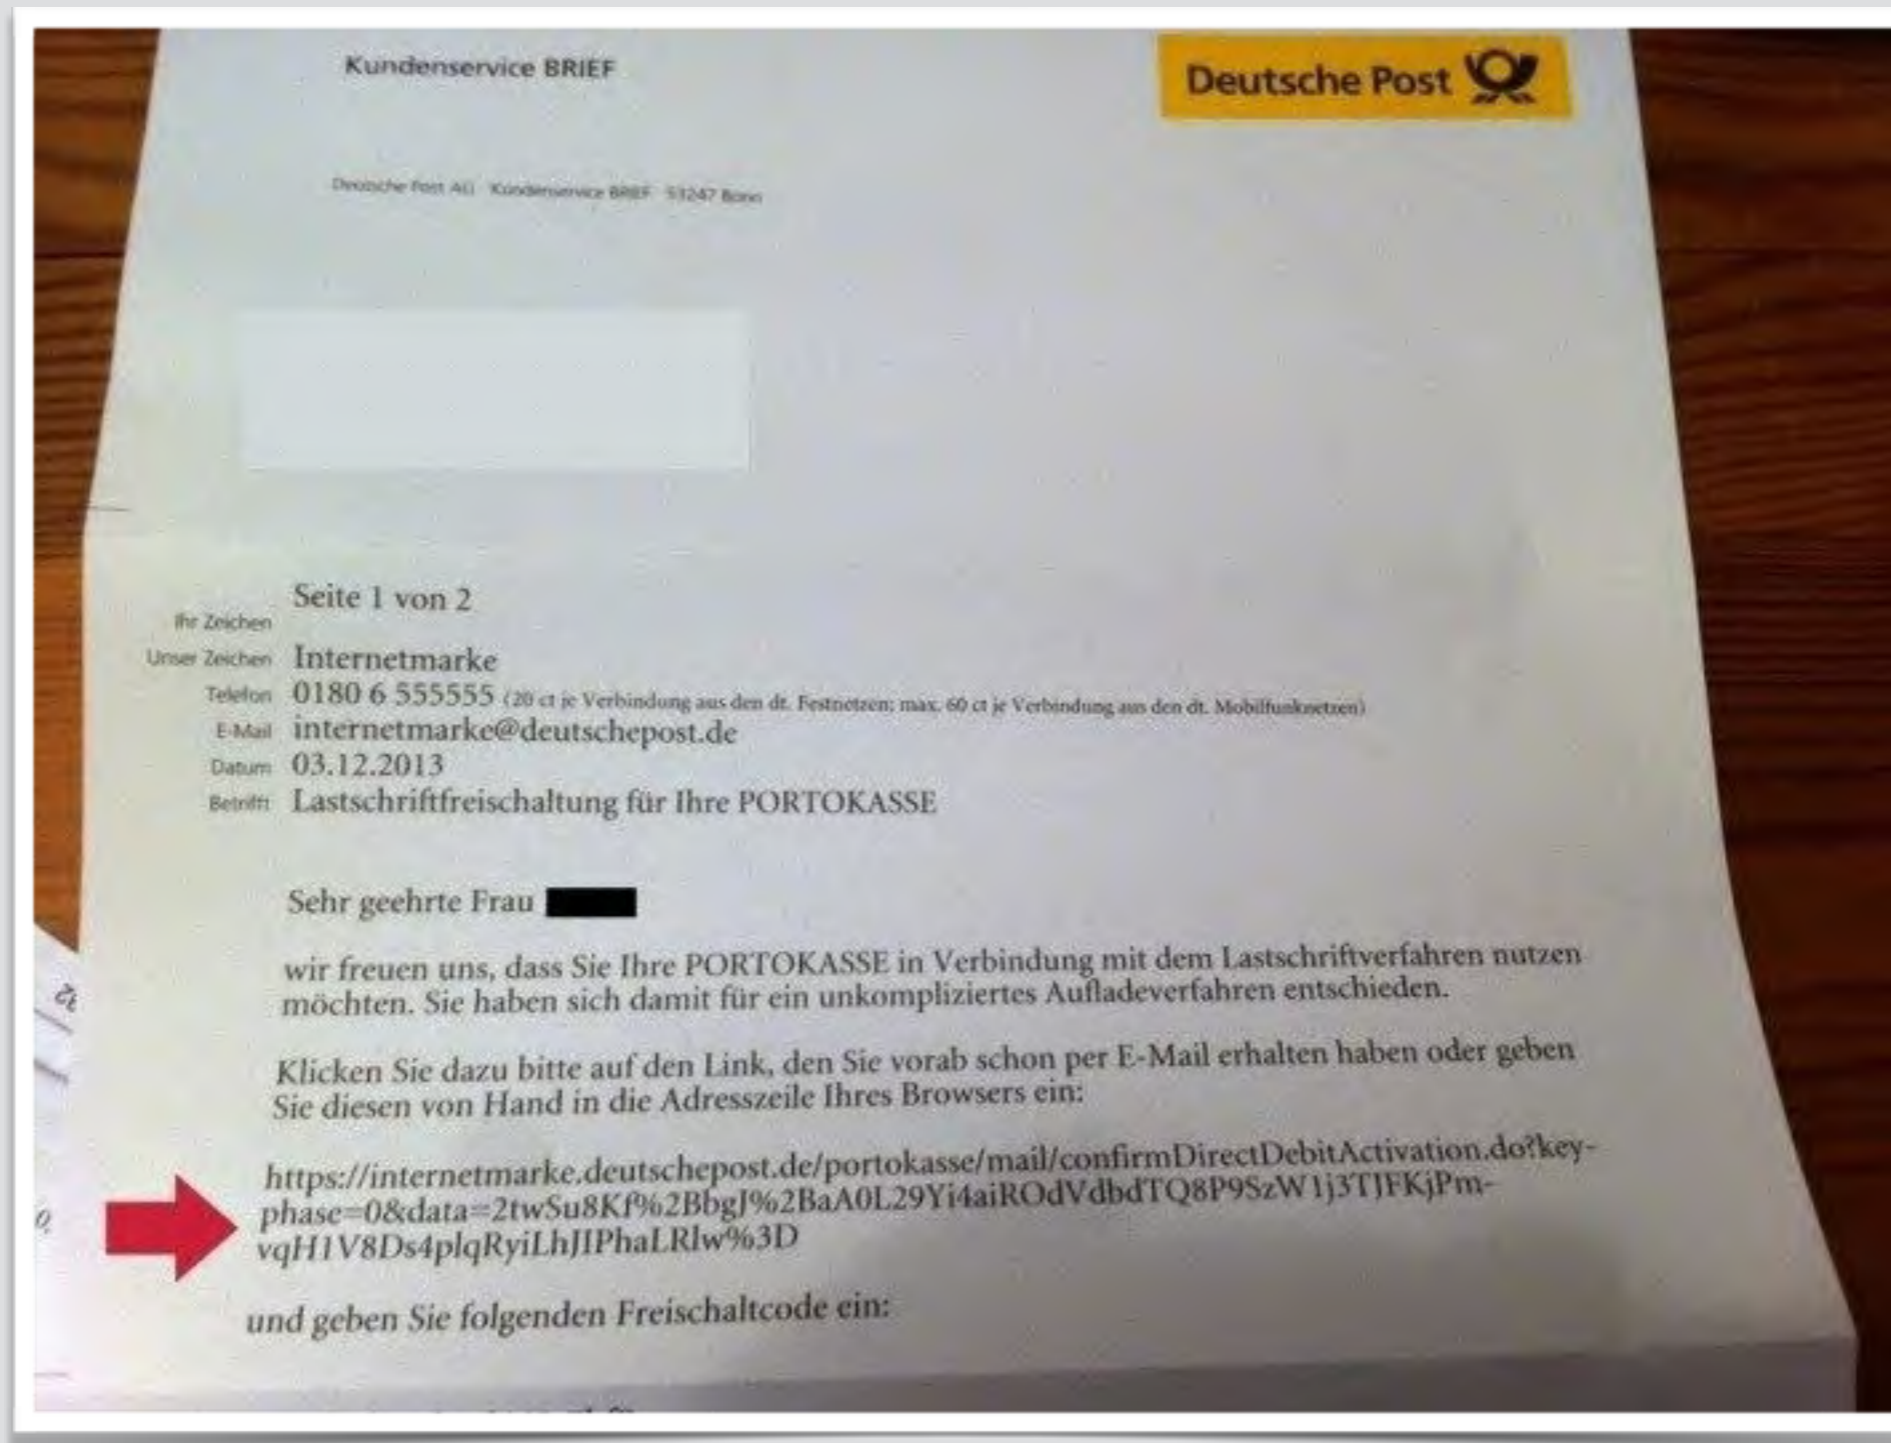 Kundenservice BRIEF
Deutsche Post
Deutsche Post AG Kundenservice BRIEF 53247 Bonn
Seite 1 von 2
Ihr Zeichen
Unser Zeichen Internetmarke
Telefon 0180 6 555555 (20 ct je Verbindung aus den dt. Festnetzen; max. 60 ct je Verbindung aus den dt. Mobilfunknetzen)
E-Mail internetmarke@deutschepost.de
Datum 03.12.2013
Betrifft Lastschriftfreischaltung für Ihre PORTOKASSE
Sehr geehrte Frau
wir freuen uns, dass Sie Ihre PORTOKASSE in Verbindung mit dem Lastschriftverfahren nutzen
möchten. Sie haben sich damit für ein unkompliziertes Aufladeverfahren entschieden.
Klicken Sie dazu bitte auf den Link, den Sie vorab schon per E-Mail erhalten haben oder geben
Sie diesen von Hand in die Adresszeile Ihres Browsers ein:
https://internetmarke.deutschepost.de/portokasse/mail/confirmDirectDebitActivation.do?key-
phase=0&data=2twSu8Kf%2BbgJ%2BaA0L29Yi4aiROdVdbdTQ8P9SzW1j3TJFKjPm-
vqH1V8Ds4plqRyiLhJIPhaLRlw%3D
und geben Sie folgenden Freischaltcode ein: